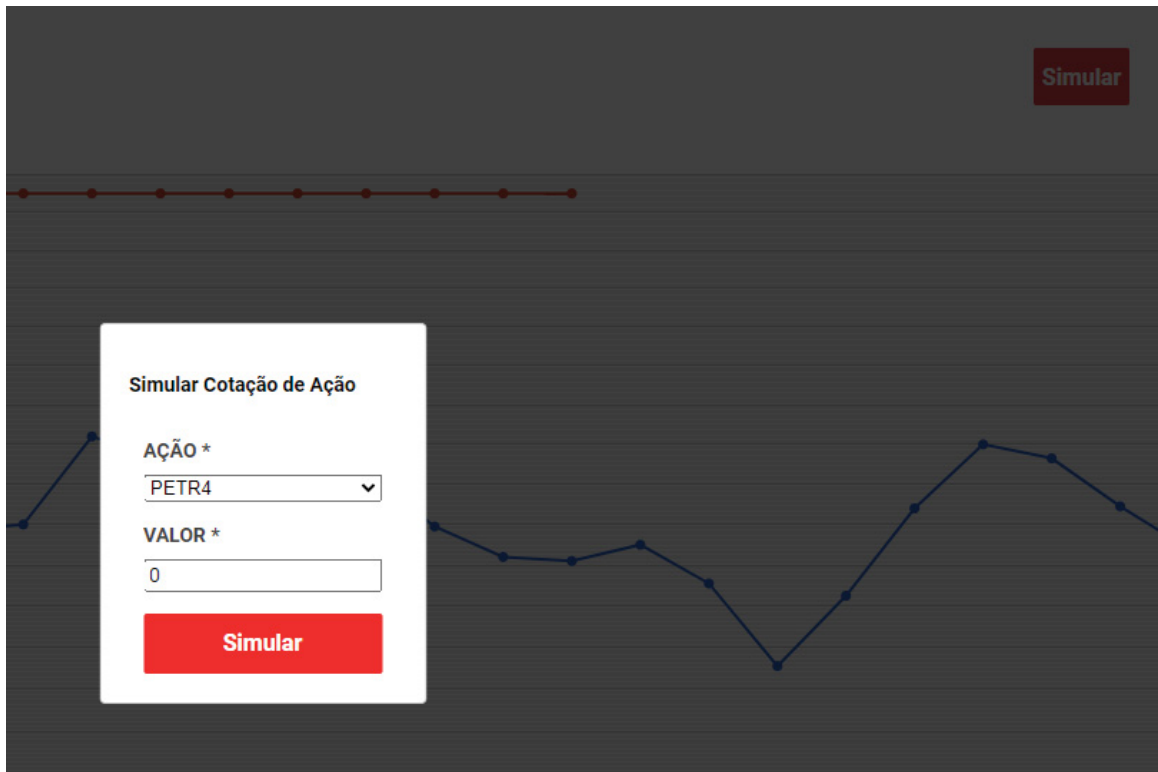 Simular
Simular Cotação de Ação
AÇÃO *
PETR4
VALOR *
0
Simular